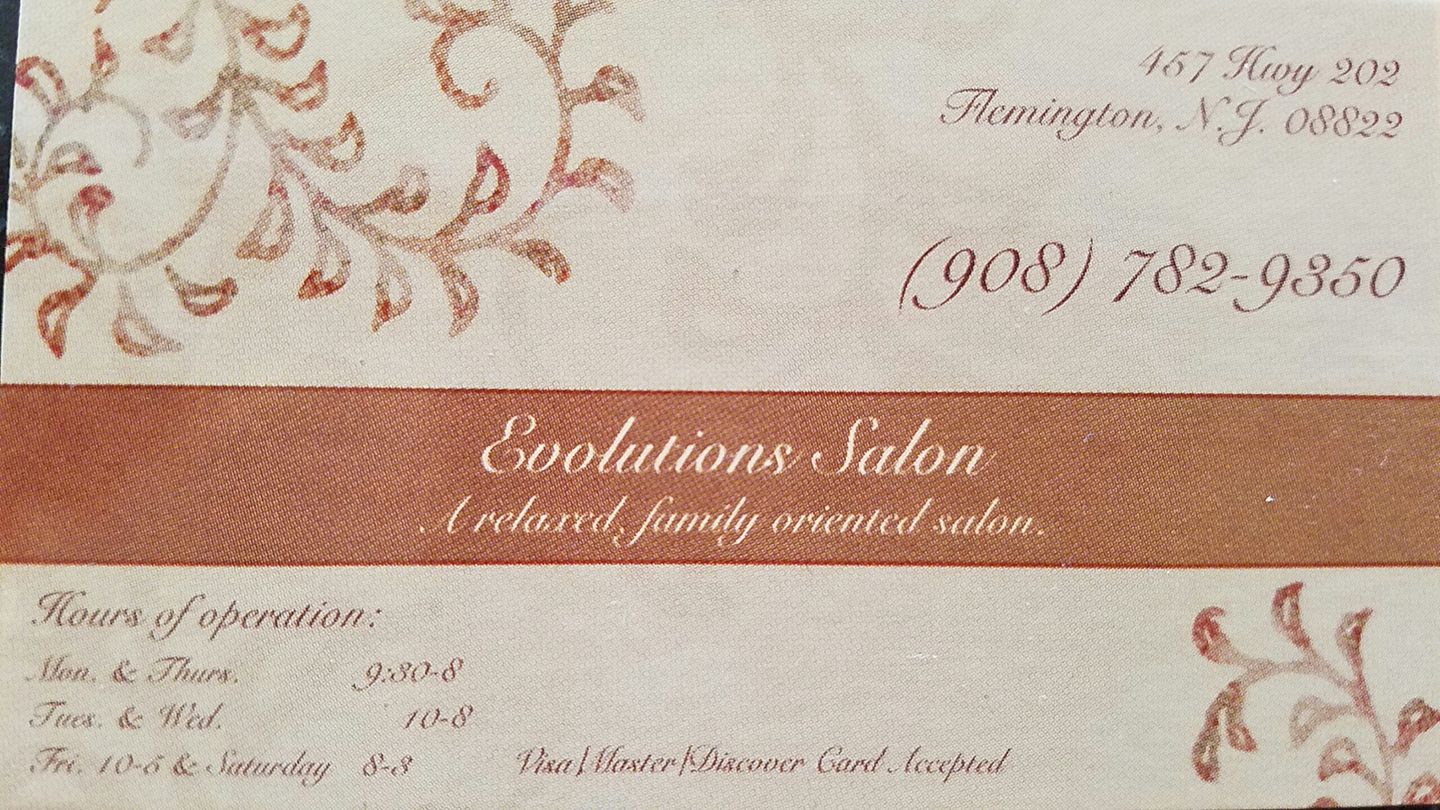 457 Hwy 202
Flemington, N.J. 08822
(908) 782-9350
Evolutions Salon
A relaxed, family oriented salon.
Hours of operation:
Mon. & Thurs. 9:30-8
Tues. & Wed. 10-8
Fri. 10-5 & Saturday 8-3
Visa|Master|Discover Card Accepted